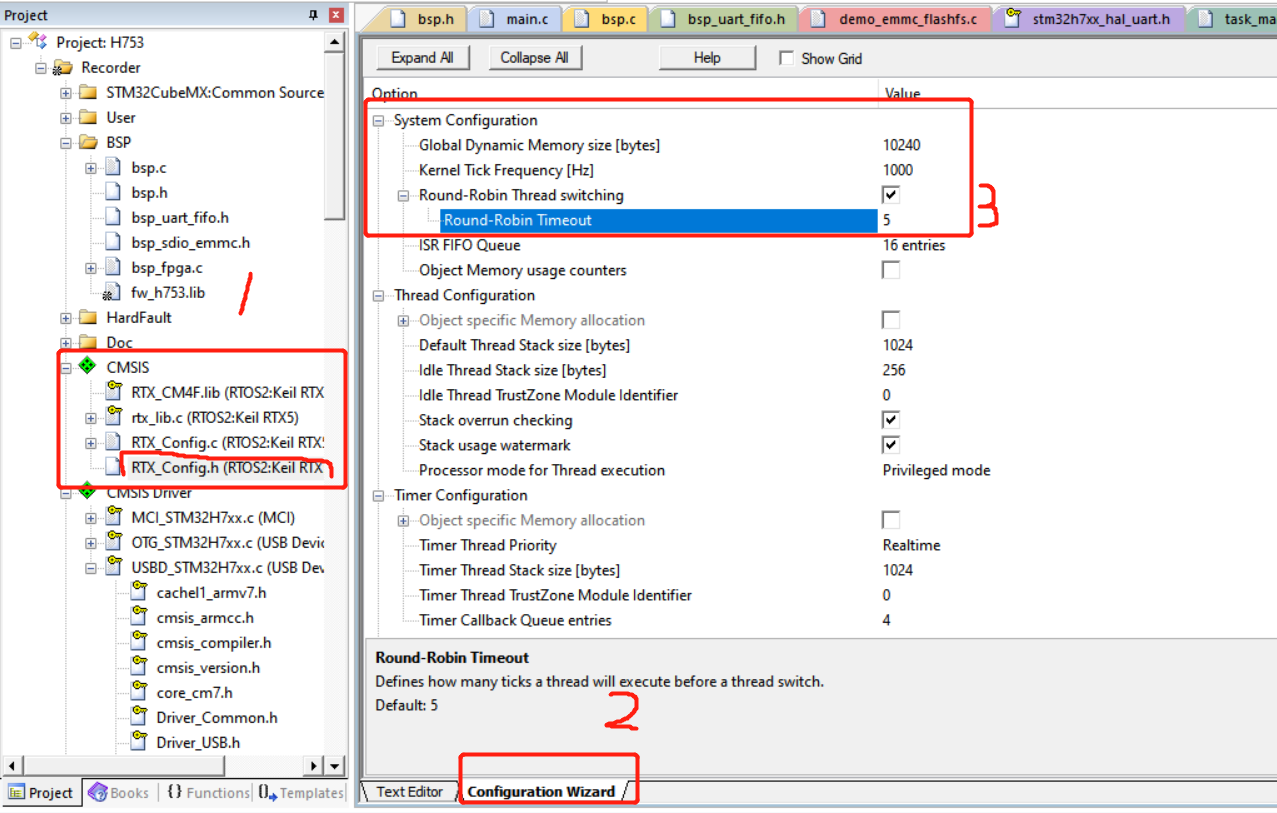 Project
Project: H753
Recorder
STM32CubeMX:Common Source
User
BSP
bsp.c
bsp.h
bsp_uart_fifo.h
bsp_sdio_emmc.h
bsp_fpga.c
fw_h753.lib
HardFault
Doc
CMSIS
RTX_CM4F.lib (RTOS2:Keil RTX
rtx_lib.c (RTOS2:Keil RTX5)
RTX_Config.c (RTOS2:Keil RTX5
RTX_Config.h (RTOS2:Keil RTX
CMSIS Driver
MCI_STM32H7xx.c (MCI)
OTG_STM32H7xx.c (USB Devic
USBD_STM32H7xx.c (USB Dev
cachel1_armv7.h
cmsis_armcc.h
cmsis_compiler.h
cmsis_version.h
core_cm7.h
Driver_Common.h
Driver_USB.h
Project Books {} Functions Templates
1
bsp.h main.c bsp.c bsp_uart_fifo.h demo_emmc_flashfs.c stm32h7xx_hal_uart.h task_ma
Expand All Collapse All Help Show Grid
Option Value
System Configuration
Global Dynamic Memory size [bytes] 10240
Kernel Tick Frequency [Hz] 1000
Round-Robin Thread switching
Round-Robin Timeout 5
3
ISR FIFO Queue 16 entries
Object Memory usage counters
Thread Configuration
Object specific Memory allocation
Default Thread Stack size [bytes] 1024
Idle Thread Stack size [bytes] 256
Idle Thread TrustZone Module Identifier 0
Stack overrun checking
Stack usage watermark
Processor mode for Thread execution Privileged mode
Timer Configuration
Object specific Memory allocation
Timer Thread Priority Realtime
Timer Thread Stack size [bytes] 1024
Timer Thread TrustZone Module Identifier 0
Timer Callback Queue entries 4
Round-Robin Timeout
Defines how many ticks a thread will execute before a thread switch.
Default: 5
2
Text Editor Configuration Wizard